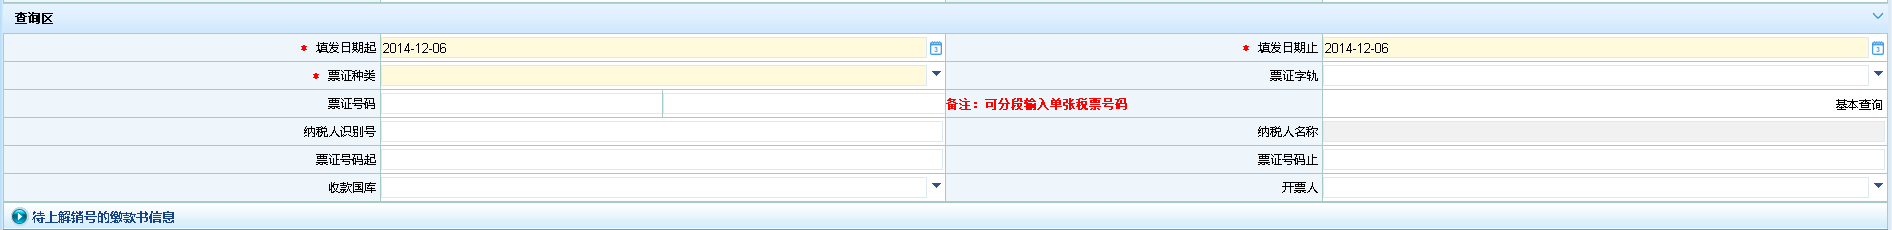 查询区
* 填发日期起 2014-12-06 * 填发日期止 2014-12-06
* 票证种类 票证字轨
票证号码 备注：可分段输入单张税票号码 基本查询
纳税人识别号 纳税人名称
票证号码起 票证号码止
收款国库 开票人
待上解销号的缴款书信息